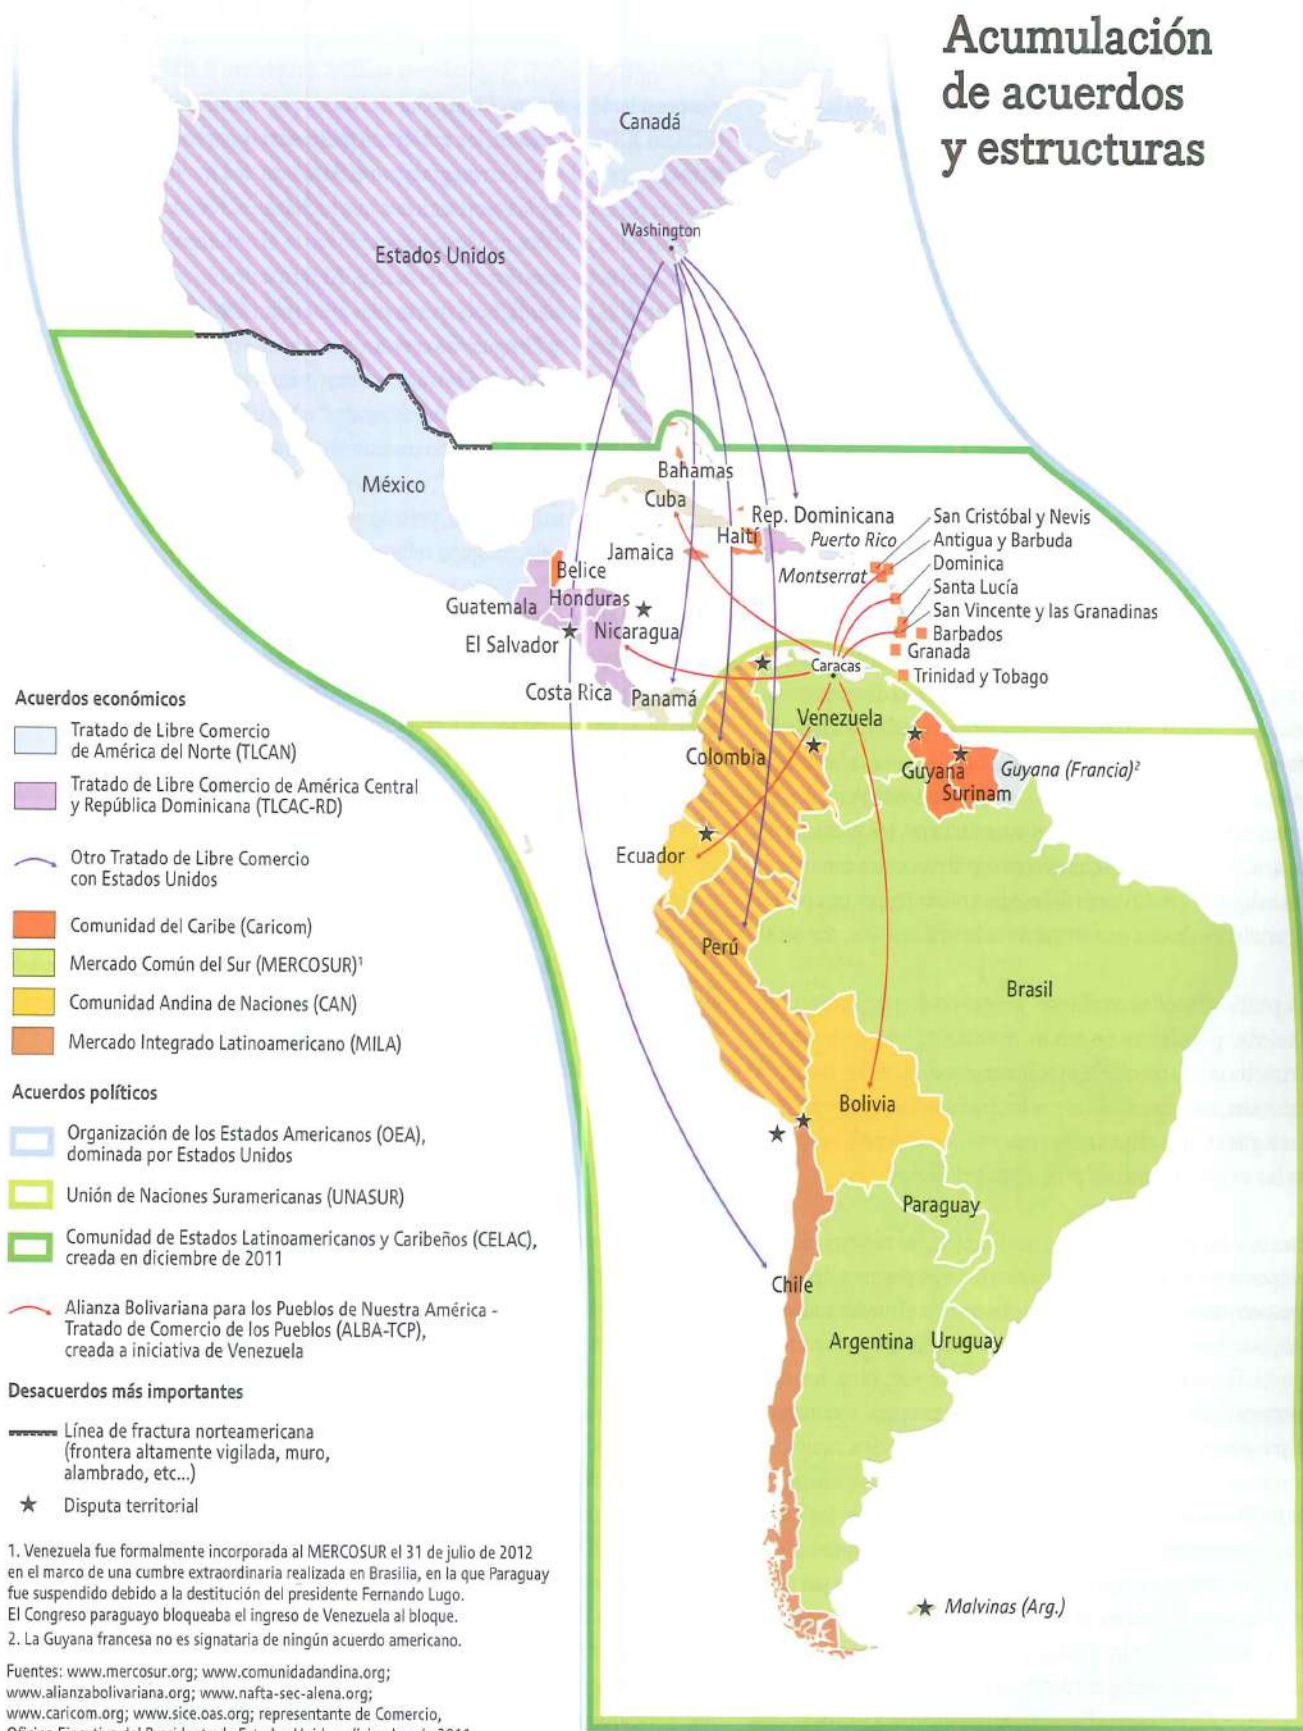 Acumulación
de acuerdos
y estructuras
Canadá
Washington
Estados Unidos
México
Bahamas
Cuba
Rep. Dominicana
Haití
Puerto Rico
Jamaica
Montserrat
San Cristóbal y Nevis
Antigua y Barbuda
Dominica
Santa Lucía
San Vincente y las Granadinas
Barbados
Granada
Trinidad y Tobago
Belice
Guatemala
Honduras
El Salvador
Nicaragua
Costa Rica
Panamá
Caracas
Venezuela
Colombia
Guyana
Surinam
Guyana (Francia)²
Ecuador
Perú
Brasil
Bolivia
Paraguay
Chile
Argentina
Uruguay
Malvinas (Arg.)
Acuerdos económicos
Tratado de Libre Comercio
de América del Norte (TLCAN)
Tratado de Libre Comercio de América Central
y República Dominicana (TLCAC-RD)
Otro Tratado de Libre Comercio
con Estados Unidos
Comunidad del Caribe (Caricom)
Mercado Común del Sur (MERCOSUR)¹
Comunidad Andina de Naciones (CAN)
Mercado Integrado Latinoamericano (MILA)
Acuerdos políticos
Organización de los Estados Americanos (OEA),
dominada por Estados Unidos
Unión de Naciones Suramericanas (UNASUR)
Comunidad de Estados Latinoamericanos y Caribeños (CELAC),
creada en diciembre de 2011
Alianza Bolivariana para los Pueblos de Nuestra América -
Tratado de Comercio de los Pueblos (ALBA-TCP),
creada a iniciativa de Venezuela
Desacuerdos más importantes
Línea de fractura norteamericana
(frontera altamente vigilada, muro,
alambrado, etc...)
Disputa territorial
1. Venezuela fue formalmente incorporada al MERCOSUR el 31 de julio de 2012
en el marco de una cumbre extraordinaria realizada en Brasilia, en la que Paraguay
fue suspendido debido a la destitución del presidente Fernando Lugo.
El Congreso paraguayo bloqueaba el ingreso de Venezuela al bloque.
2. La Guyana francesa no es signataria de ningún acuerdo americano.
Fuentes: www.mercosur.org; www.comunidadandina.org;
www.alianzabolivariana.org; www.nafta-sec-alena.org;
www.caricom.org; www.sice.oas.org; representante de Comercio,